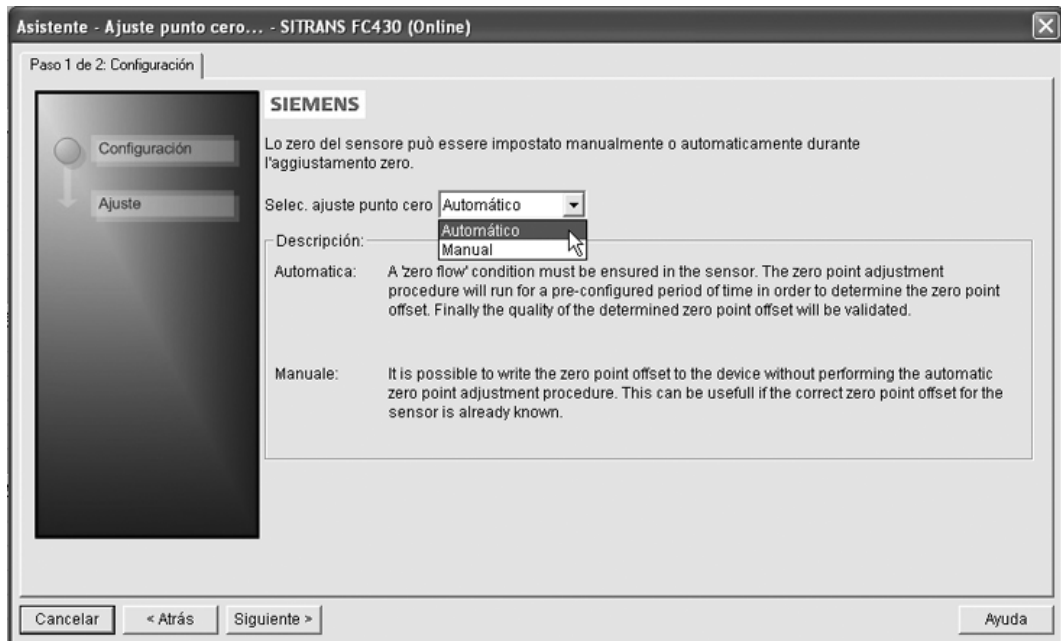 Asistente - Ajuste punto cero... - SITRANS FC430 (Online)
Paso 1 de 2: Configuración
SIEMENS
Configuración
Ajuste
Lo zero del sensore può essere impostato manualmente o automaticamente durante
l'aggiustamento zero.
Selec. ajuste punto cero Automático
Automático
Manual
Descripción:
Automatica: A 'zero flow' condition must be ensured in the sensor. The zero point adjustment
procedure will run for a pre-configured period of time in order to determine the zero point
offset. Finally the quality of the determined zero point offset will be validated.
Manuale: It is possible to write the zero point offset to the device without performing the automatic
zero point adjustment procedure. This can be usefull if the correct zero point offset for the
sensor is already known.
Cancelar < Atrás Siguiente > Ayuda